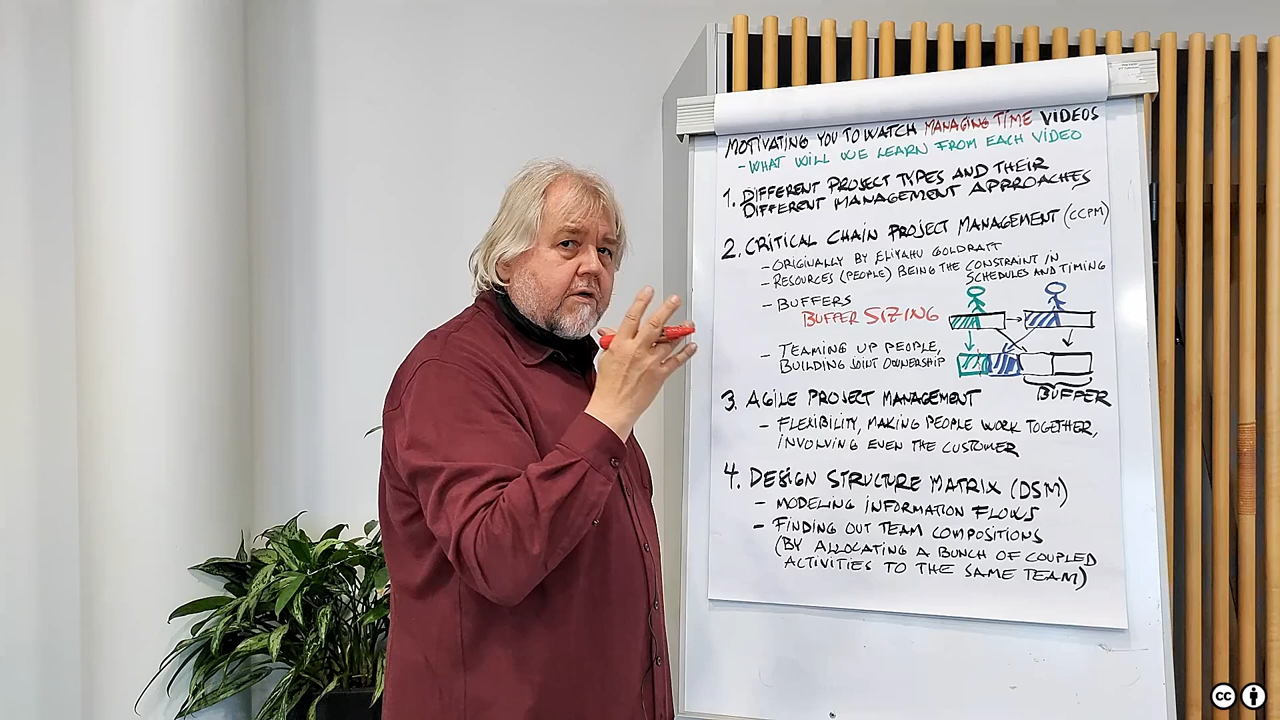 MOTIVATING YOU TO WATCH MANAGING TIME VIDEOS
- WHAT WILL WE LEARN FROM EACH VIDEO
1. DIFFERENT PROJECT TYPES AND THEIR
DIFFERENT MANAGEMENT APPROACHES
2. CRITICAL CHAIN PROJECT MANAGEMENT (CCPM)
- ORIGINALLY BY ELIYAHU GOLDRATT
- RESOURCES (PEOPLE) BEING THE CONSTRAINT IN
SCHEDULES AND TIMING
- BUFFERS
BUFFER SIZING
- TEAMING UP PEOPLE,
BUILDING JOINT OWNERSHIP
BUFFER
3. AGILE PROJECT MANAGEMENT
- FLEXIBILITY, MAKING PEOPLE WORK TOGETHER,
INVOLVING EVEN THE CUSTOMER
4. DESIGN STRUCTURE MATRIX (DSM)
- MODELING INFORMATION FLOWS
- FINDING OUT TEAM COMPOSITIONS
(BY ALLOCATING A BUNCH OF COUPLED
ACTIVITIES TO THE SAME TEAM)
cc